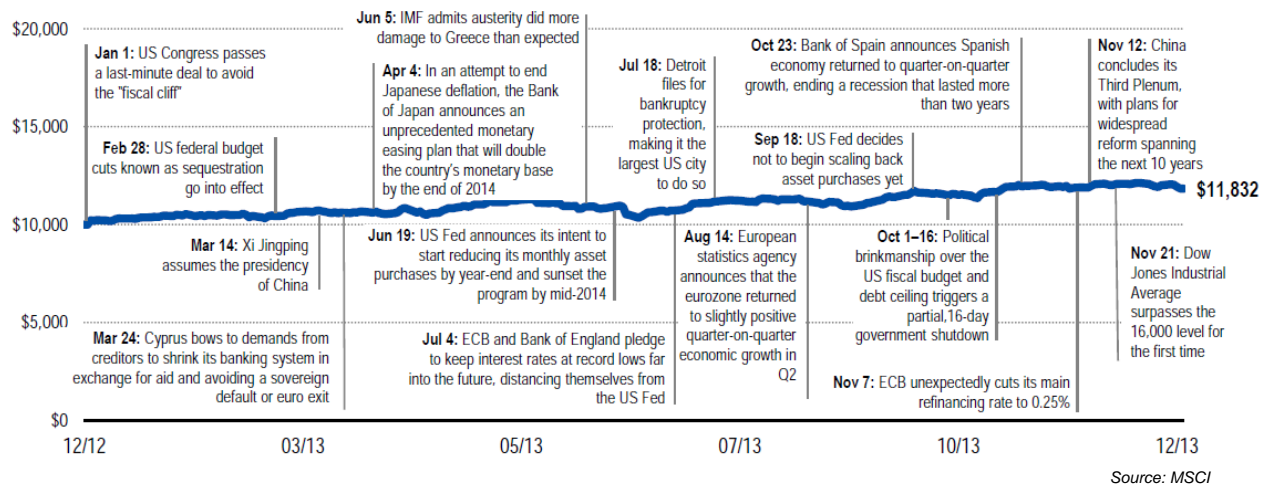 $20,000
$15,000
$10,000
$5,000
$0
Jan 1: US Congress passes
a last-minute deal to avoid
the "fiscal cliff"
Feb 28: US federal budget
cuts known as sequestration
go into effect
Mar 14: Xi Jingping
assumes the presidency
of China
Mar 24: Cyprus bows to demands from
creditors to shrink its banking system in
exchange for aid and avoiding a sovereign
default or euro exit
Apr 4: In an attempt to end
Japanese deflation, the Bank
of Japan announces an
unprecedented monetary
easing plan that will double
the country's monetary base
by the end of 2014
Jun 5: IMF admits austerity did more
damage to Greece than expected
Jun 19: US Fed announces its intent to
start reducing its monthly asset
purchases by year-end and sunset the
program by mid-2014
Jul 4: ECB and Bank of England pledge
to keep interest rates at record lows far
into the future, distancing themselves from
the US Fed
Jul 18: Detroit
files for
bankruptcy
protection,
making it the
largest US city
to do so
Aug 14: European
statistics agency
announces that the
eurozone returned
to slightly positive
quarter-on-quarter
economic growth in
Q2
Sep 18: US Fed decides
not to begin scaling back
asset purchases yet
Oct 1–16: Political
brinkmanship over the
US fiscal budget and
debt ceiling triggers a
partial,16-day
government shutdown
Oct 23: Bank of Spain announces Spanish
economy returned to quarter-on-quarter
growth, ending a recession that lasted more
than two years
Nov 7: ECB unexpectedly cuts its main
refinancing rate to 0.25%
Nov 12: China
concludes its
Third Plenum,
with plans for
widespread
reform spanning
the next 10 years
$11,832
Nov 21: Dow
Jones Industrial
Average
surpasses the
16,000 level for
the first time
12/12
03/13
05/13
07/13
10/13
12/13
Source: MSCI